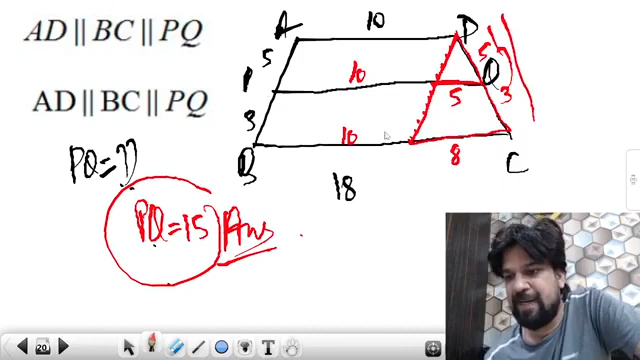 AD || BC || PQ
AD || BC || PQ
A 10 D
5 5
P 10 Q
5 3
3 10
B 8 C
18
PQ = ??
PQ = 15 Ans
20
T